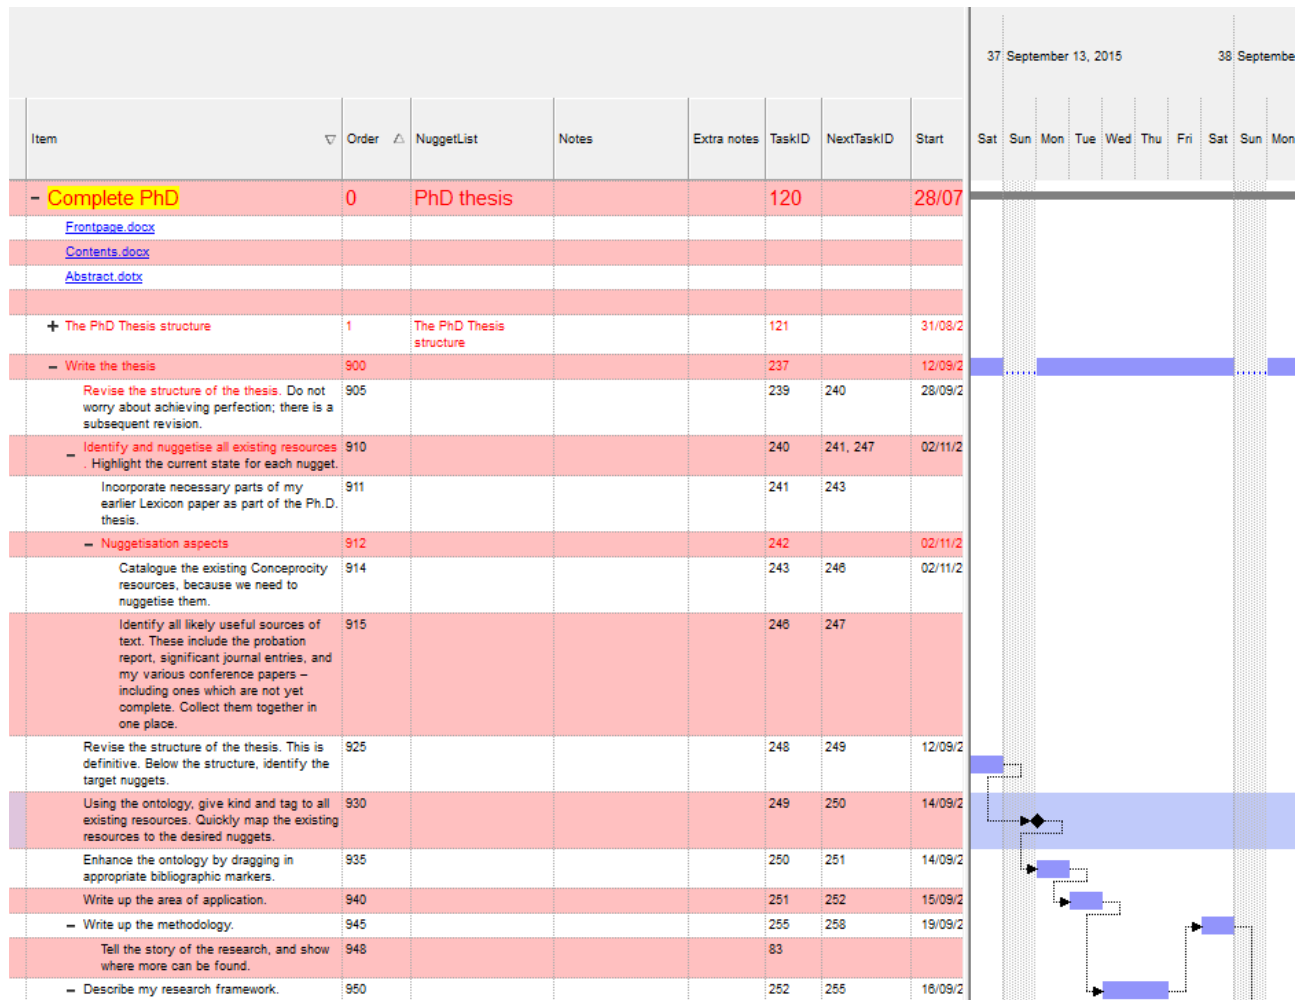 37 September 13, 2015 38 Septembe
Item Order NuggetList Notes Extra notes TaskID NextTaskID Start Sat Sun Mon Tue Wed Thu Fri Sat Sun Mon
Complete PhD 0 PhD thesis 120 28/07
Frontpage.docx
Contents.docx
Abstract.dotx
The PhD Thesis structure 1 The PhD Thesis 121 31/08/2
structure
Write the thesis 900 237 12/09/2
Revise the structure of the thesis. Do not 905 239 240 28/09/2
worry about achieving perfection; there is a
subsequent revision.
Identify and nuggetise all existing resources 910 240 241, 247 02/11/2
. Highlight the current state for each nugget.
Incorporate necessary parts of my 911 241 243
earlier Lexicon paper as part of the Ph.D.
thesis.
Nuggetisation aspects 912 242 02/11/2
Catalogue the existing Conceprocity 914 243 246 02/11/2
resources, because we need to
nuggetise them.
Identify all likely useful sources of 915 246 247
text. These include the probation
report, significant journal entries, and
my various conference papers –
including ones which are not yet
complete. Collect them together in
one place.
Revise the structure of the thesis. This is 925 248 249 12/09/2
definitive. Below the structure, identify the
target nuggets.
Using the ontology, give kind and tag to all 930 249 250 14/09/2
existing resources. Quickly map the existing
resources to the desired nuggets.
Enhance the ontology by dragging in 935 250 251 14/09/2
appropriate bibliographic markers.
Write up the area of application. 940 251 252 15/09/2
Write up the methodology. 945 255 258 19/09/2
Tell the story of the research, and show 948 83
where more can be found.
Describe my research framework. 950 252 255 16/09/2